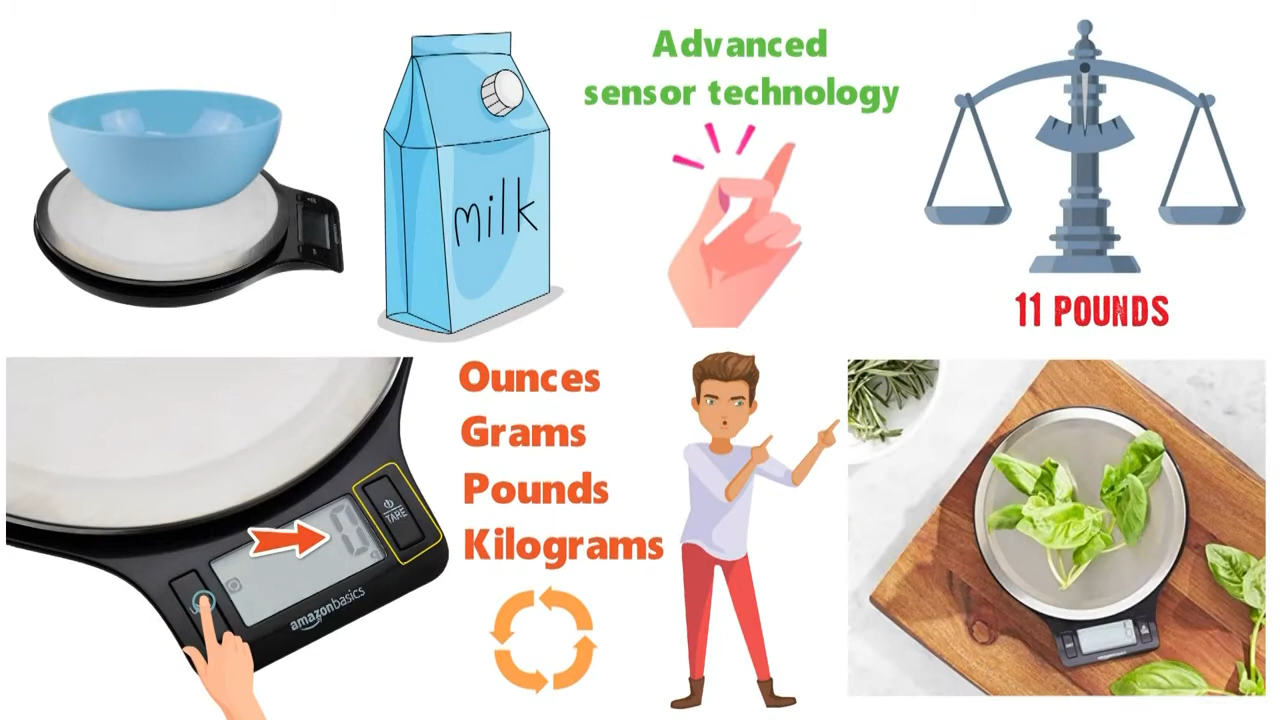 milk
Advanced
sensor technology
11 POUNDS
TARE
amazonbasics
Ounces
Grams
Pounds
Kilograms